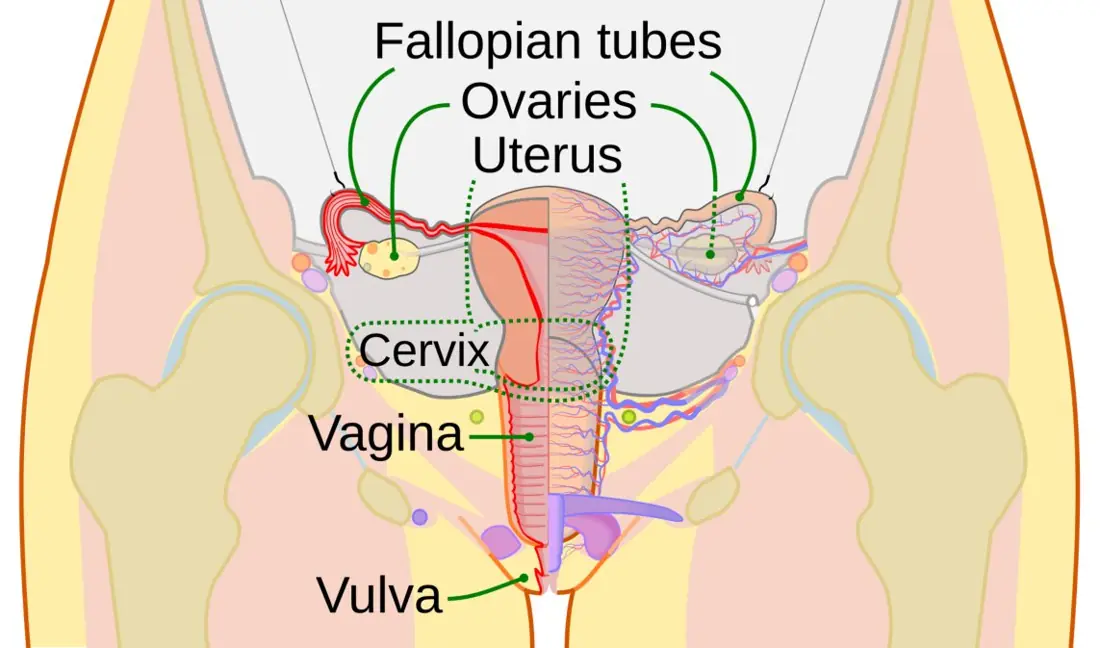 Fallopian tubes
Ovaries
Uterus
Cervix
Vagina
Vulva